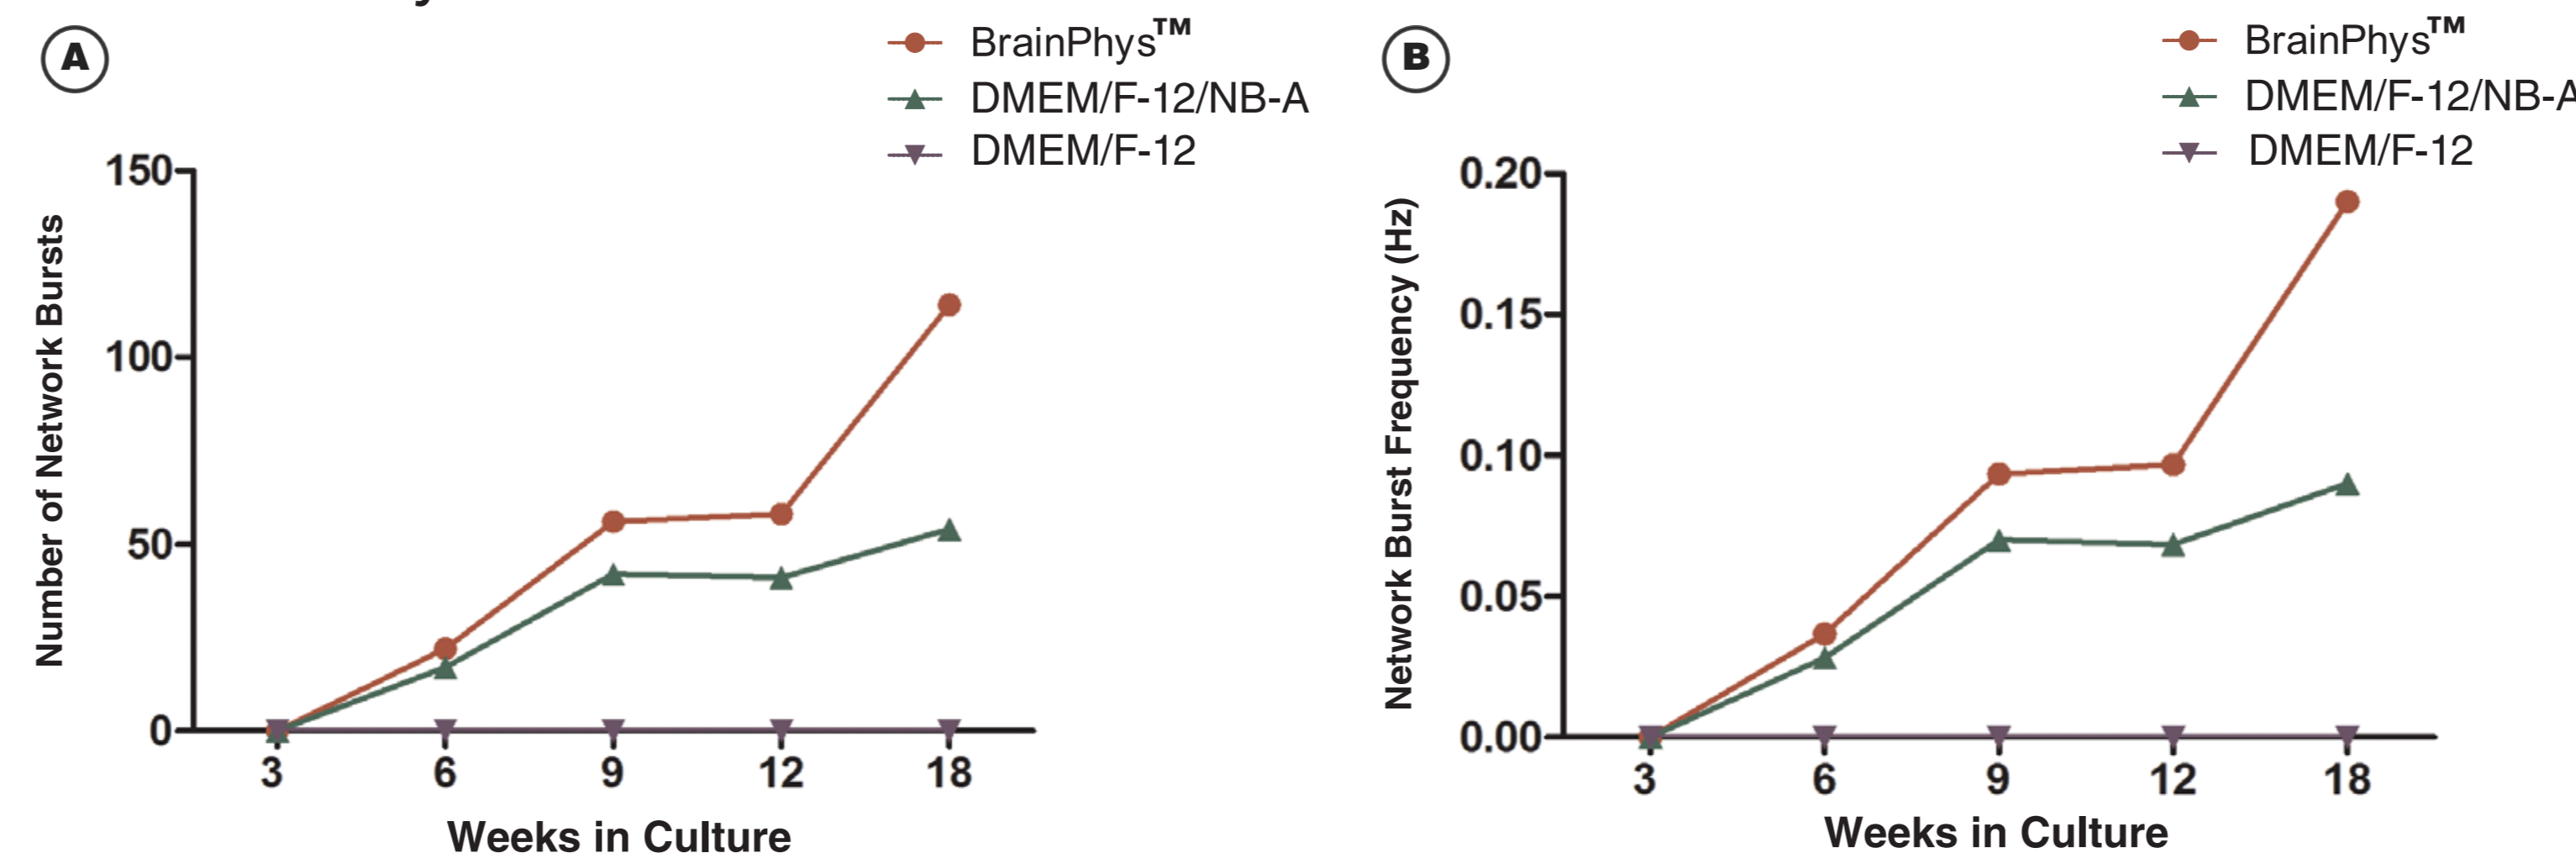 A
BrainPhys™
DMEM/F-12/NB-A
DMEM/F-12
150
100
50
0
Number of Network Bursts
3 6 9 12 18
Weeks in Culture
B
BrainPhys™
DMEM/F-12/NB-A
DMEM/F-12
0.20
0.15
0.10
0.05
0.00
Network Burst Frequency (Hz)
3 6 9 12 18
Weeks in Culture